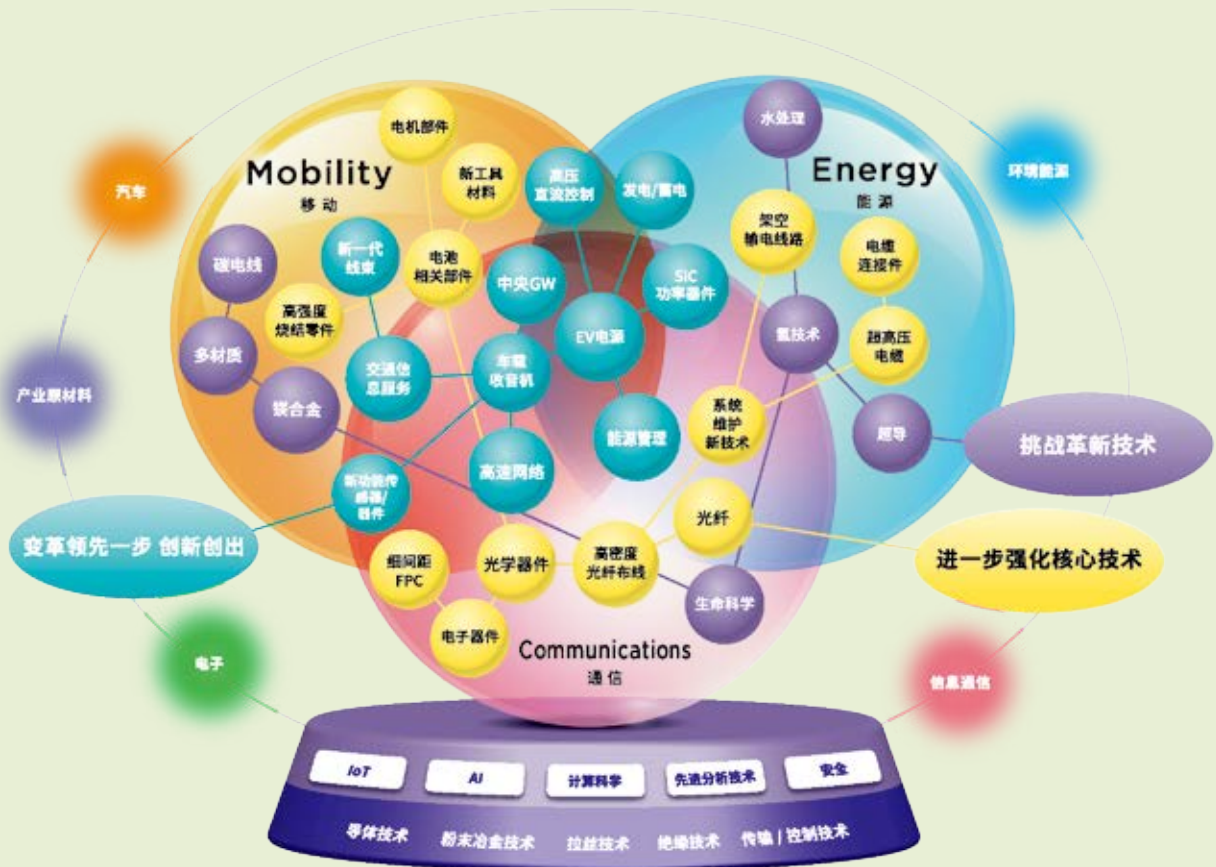 电机部件
水处理
Mobility
移动
新工具
材料
高压
直流控制
发电/蓄电
Energy
能源
汽车
环境能源
碳电线
新一代
线束
电池
相关部件
中央GW
SiC
功率器件
架空
输电线路
电缆
连接件
高强度
烧结零件
EV电源
氢技术
超高压
电缆
多材质
交通信
息服务
车载
收音机
产业原材料
镁合金
能源管理
系统
维护
新技术
超导
挑战革新技术
高速网络
新功能传
感器/
器件
变革领先一步 创新创出
光纤
细间距
FPC
光学器件
高密度
光纤布线
进一步强化核心技术
生命科学
电子器件
电子
Communications
通信
信息通信
IoT
AI
计算科学
先进分析技术
安全
导体技术
粉末冶金技术
拉丝技术
绝缘技术
传输/控制技术